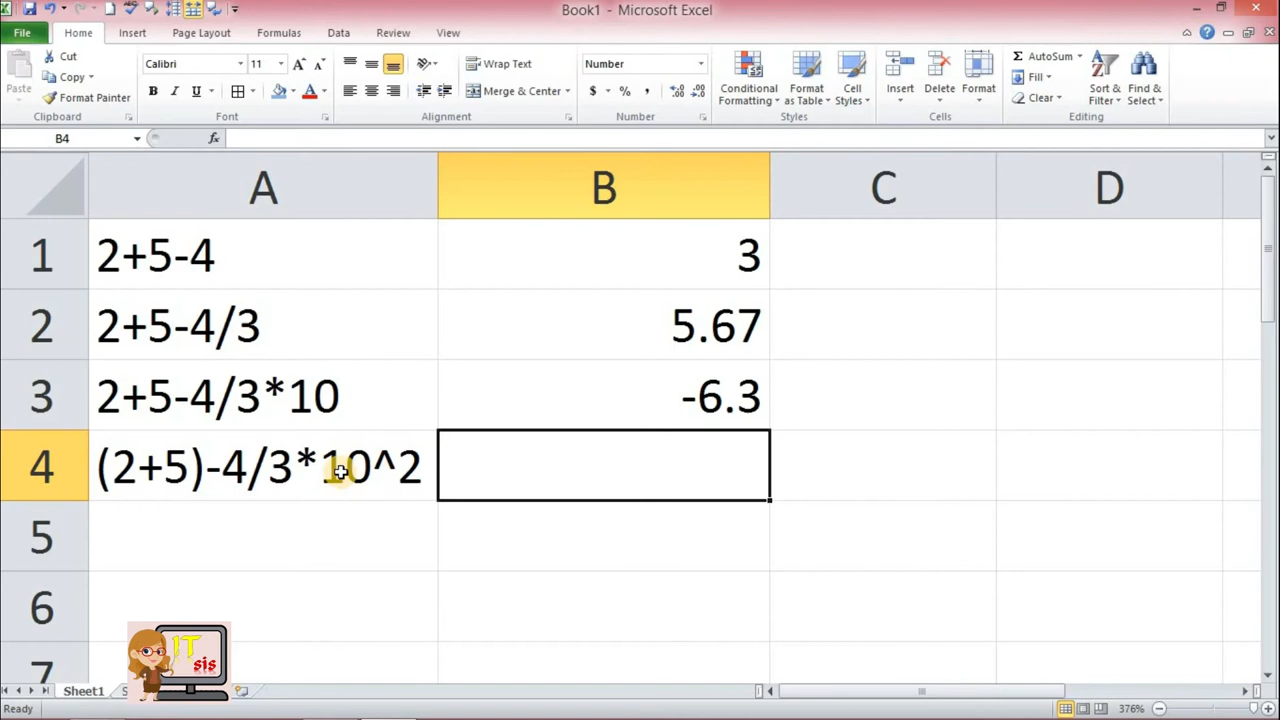 Book1 - Microsoft Excel
File Home Insert Page Layout Formulas Data Review View
Cut
Copy
Format Painter
Paste
Clipboard
Calibri 11
B I U
Font
Wrap Text
Merge & Center
Alignment
Number
$ % ,
Number
Conditional Formatting
Format as Table
Cell Styles
Styles
Insert Delete Format
Cells
AutoSum
Fill
Clear
Sort & Filter
Find & Select
Editing
B4 fx
A B C D
1 2+5-4 3
2 2+5-4/3 5.67
3 2+5-4/3*10 -6.3
4 (2+5)-4/3*10^2
5
6
7
IT
sis
Sheet1
Ready 376%